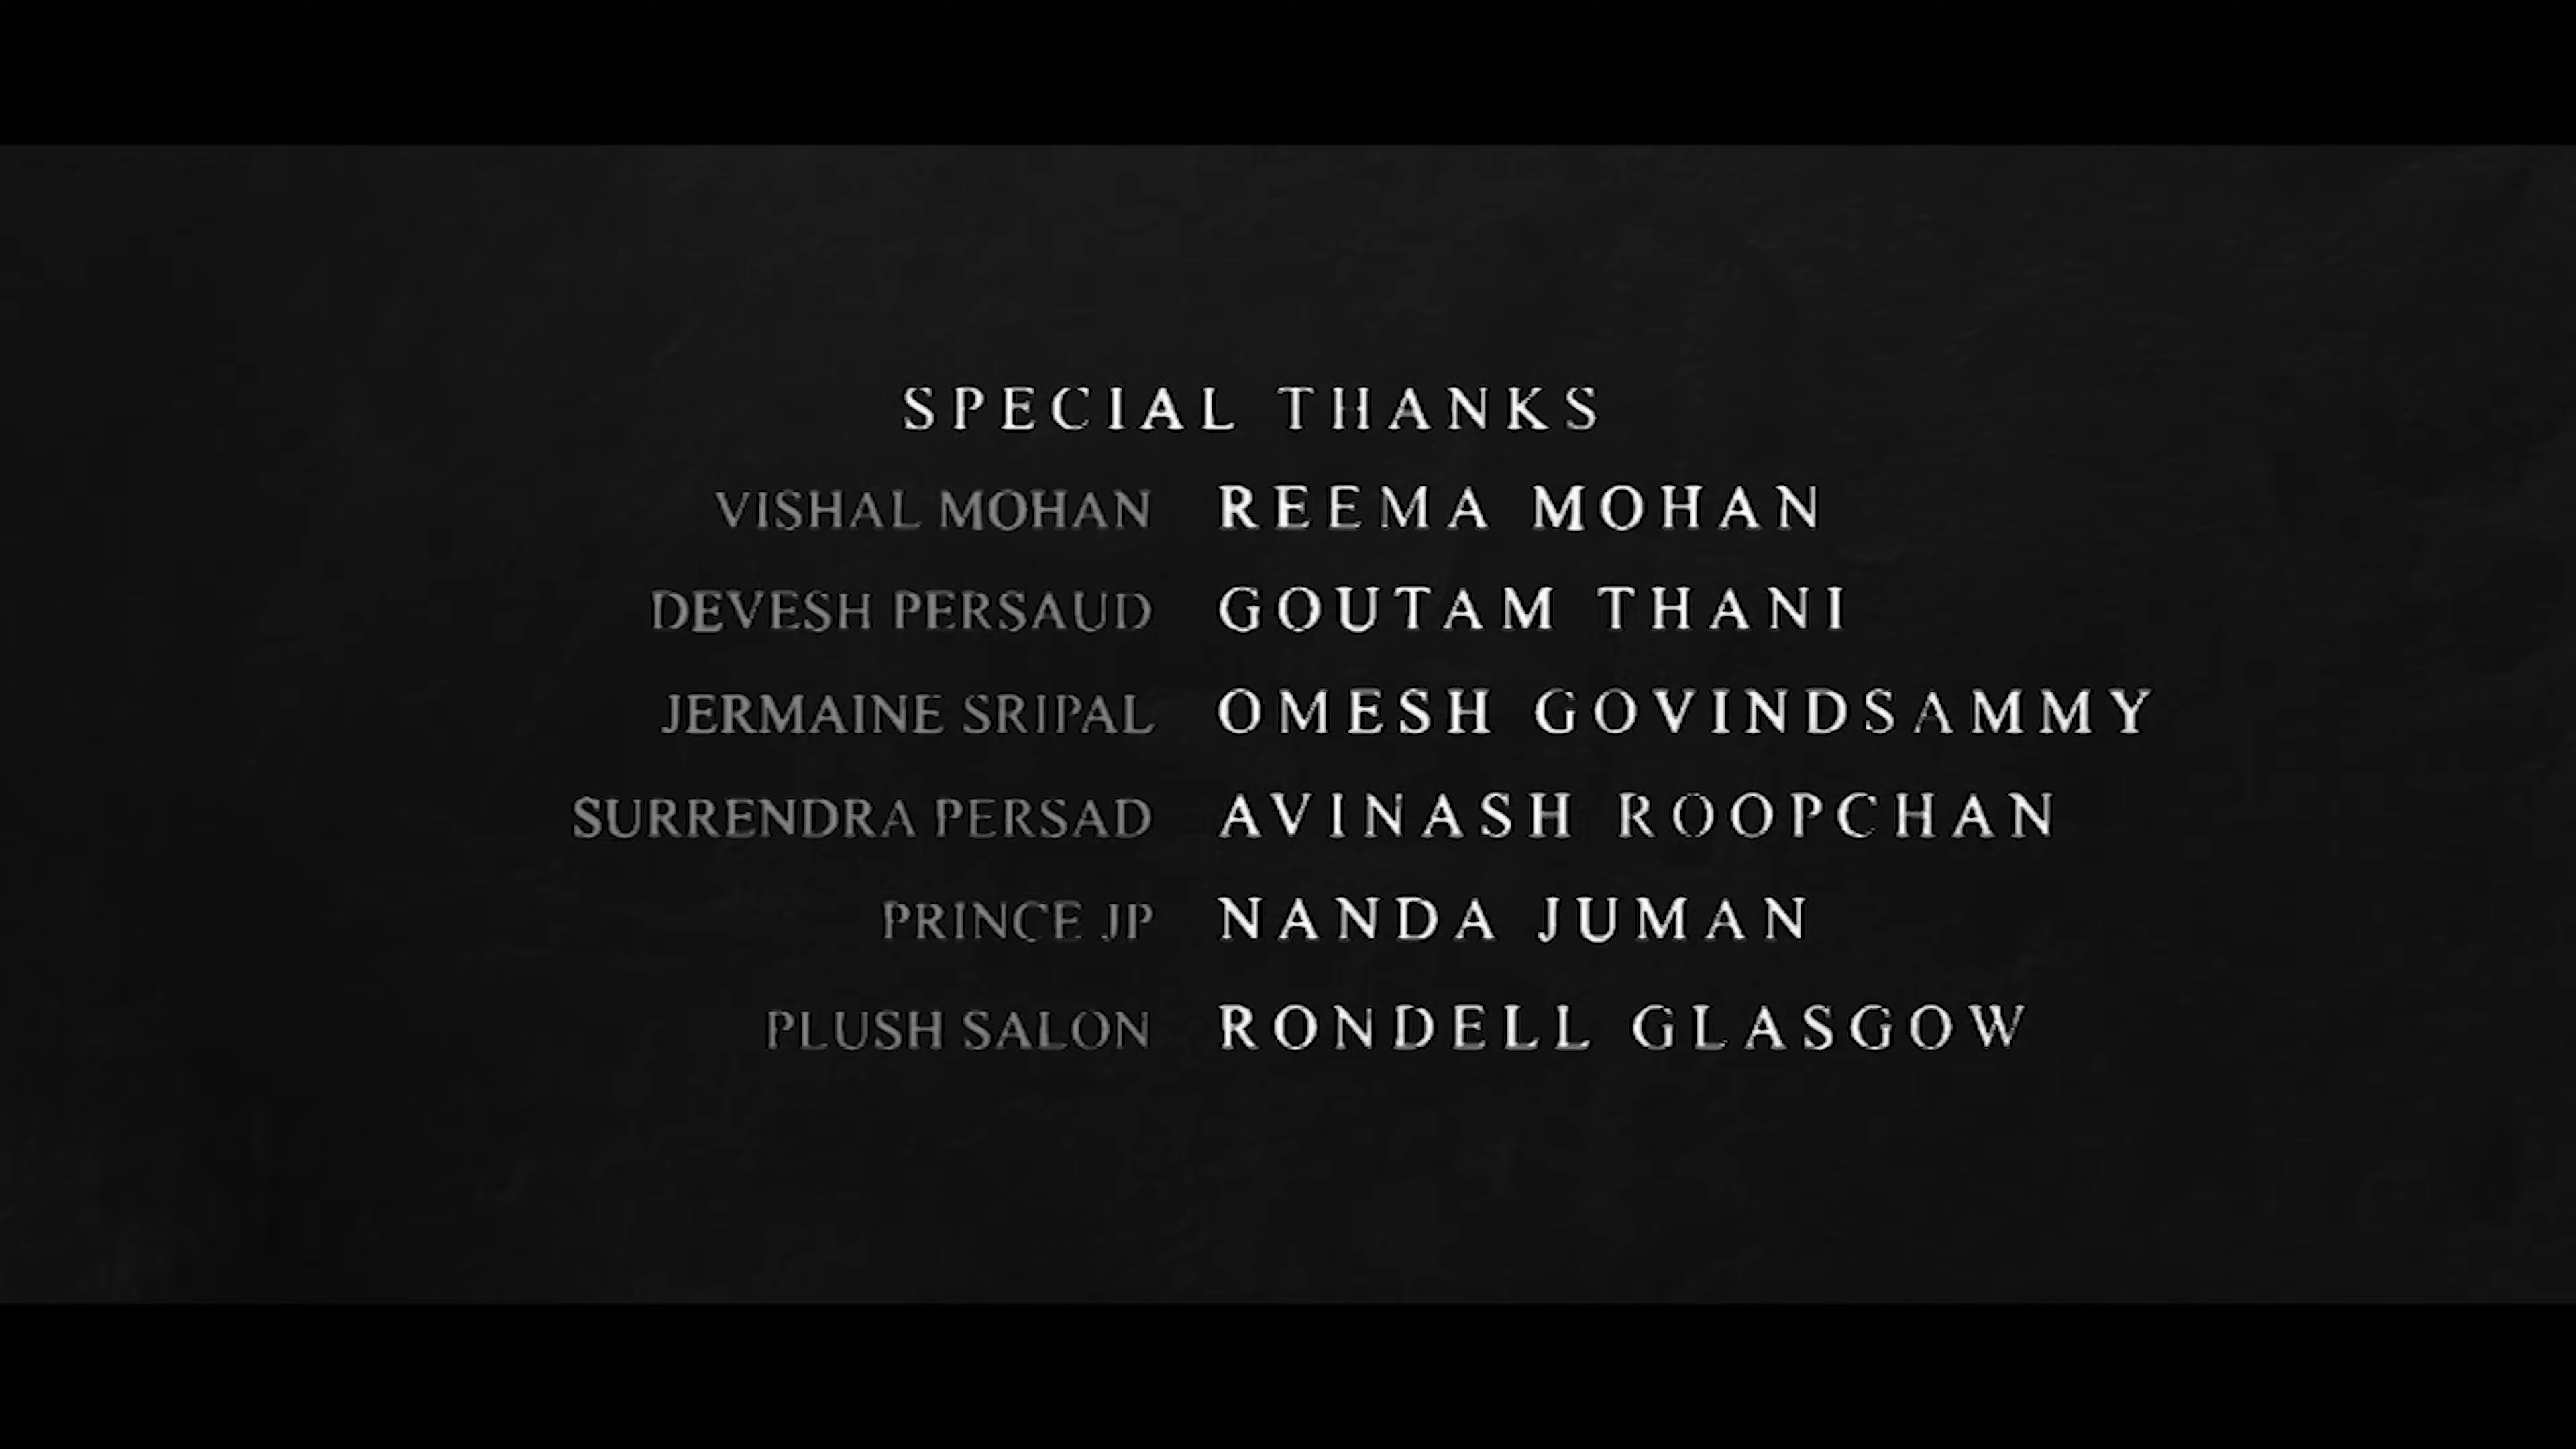 SPECIAL THANKS
VISHAL MOHAN REEMA MOHAN
DEVESH PERSAUD GOUTAM THANI
JERMAINE SRIPAL OMESH GOVINDSAMMY
SURRENDRA PERSAD AVINASH ROOPCHAN
PRINCE JP NANDA JUMAN
PLUSH SALON RONDELL GLASGOW